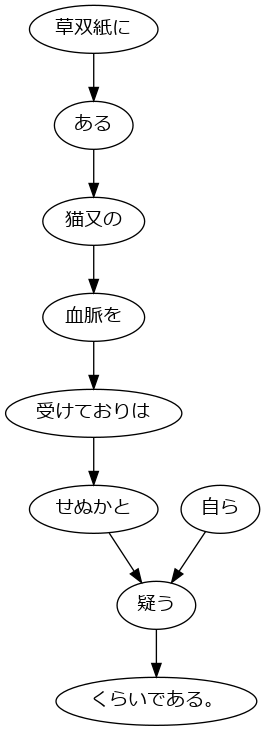 草双紙に
ある
猫又の
血脈を
受けておりは
せぬかと
自ら
疑う
くらいである。